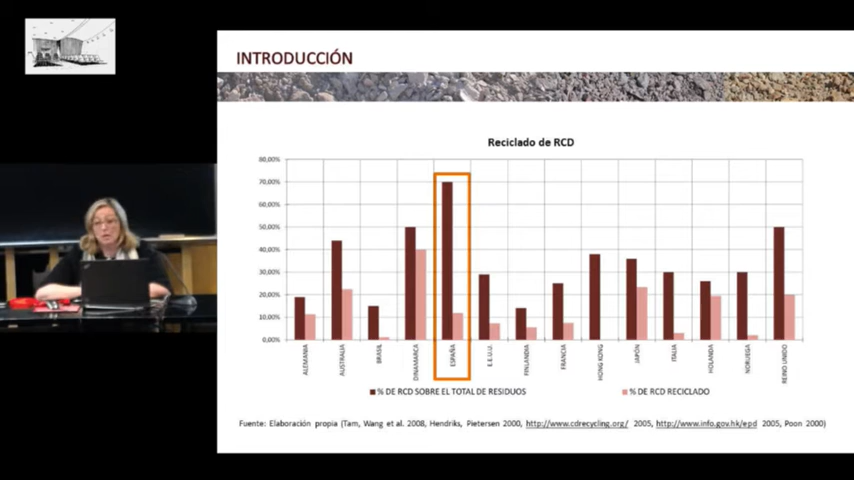 INTRODUCCIÓN
Reciclado de RCD
80,00%
70,00%
60,00%
50,00%
40,00%
30,00%
20,00%
10,00%
0,00%
ALEMANIA
AUSTRALIA
BRASIL
DINAMARCA
ESPAÑA
E.E.U.U.
FINLANDIA
FRANCIA
HONG KONG
JAPÓN
ITALIA
HOLANDA
NORUEGA
REINO UNIDO
% DE RCD SOBRE EL TOTAL DE RESIDUOS
% DE RCD RECICLADO
Fuente: Elaboración propia (Tam, Wang et al. 2008, Hendriks, Pietersen 2000, http://www.cdrecycling.org/ 2005, http://www.info.gov.hk/epd 2005, Poon 2000)